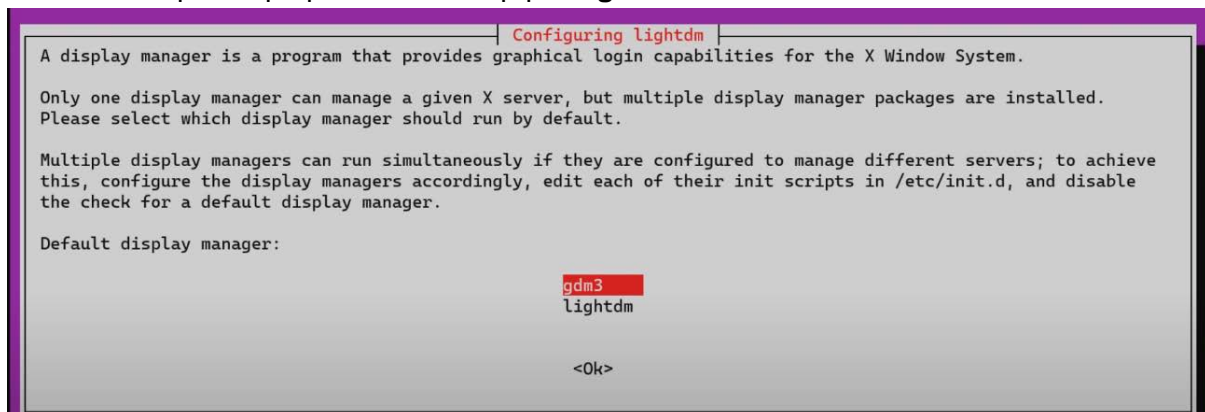 Configuring lightdm
A display manager is a program that provides graphical login capabilities for the X Window System.
Only one display manager can manage a given X server, but multiple display manager packages are installed.
Please select which display manager should run by default.
Multiple display managers can run simultaneously if they are configured to manage different servers; to achieve
this, configure the display managers accordingly, edit each of their init scripts in /etc/init.d, and disable
the check for a default display manager.
Default display manager:
gdm3
lightdm
<Ok>